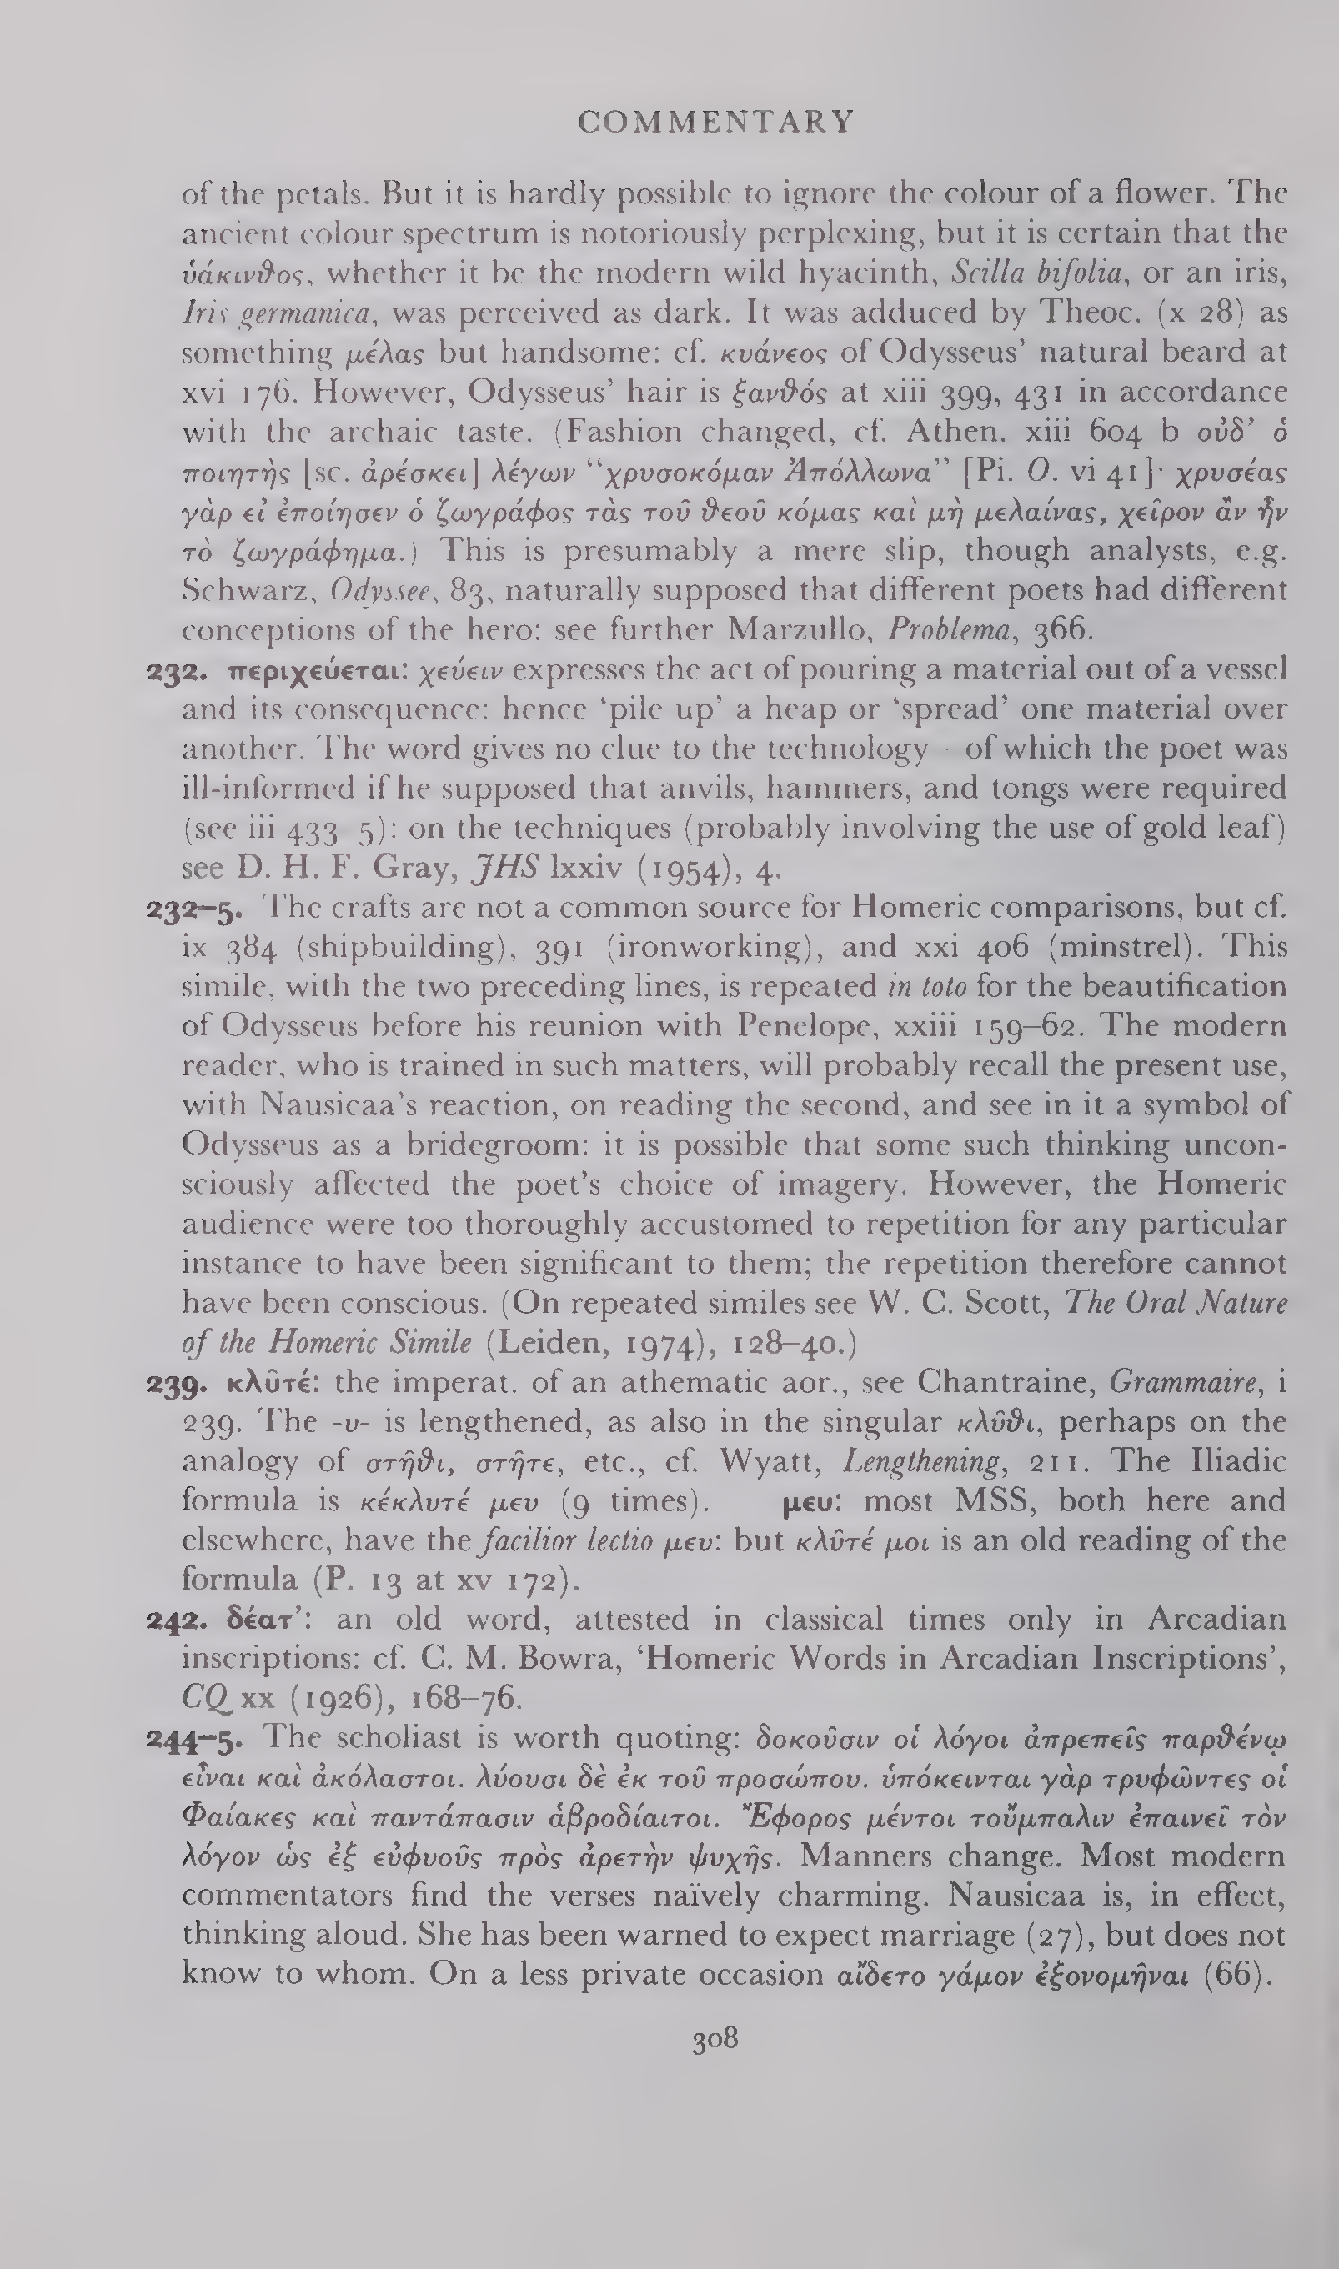 COMMENTARY
of the petals. But it is hardly possible to ignore the colour of a flower. The
ancient colour spectrum is notoriously perplexing, but it is certain that the
ὑάκινϑος, whether it be the modern wild hyacinth, Scilla bifolia, or an iris,
Iris germanica, was perceived as dark. It was adduced by Theoc. (x 28) as
something μέλας but handsome: cf. κυάνεος of Odysseus’ natural beard at
xvi 176. However, Odysseus’ hair is ξανϑός at xiii 399, 431 in accordance
with the archaic taste. (Fashion changed, cf. Athen. xiii 604 b οὐδ’ ὁ
ποιητὴς [sc. ἀρέσκει] λέγων “χρυσοκόμαν Ἀπόλλωνα” [Pi. O. vi 41]· χρυσέας
γὰρ εἰ ἐποίησεν ὁ ζωγράφος τὰς τοῦ ϑεοῦ κόμας καὶ μὴ μελαίνας, χεῖρον ἂν ἦν
τὸ ζωγράφημα.) This is presumably a mere slip, though analysts, e.g.
Schwarz, Odyssee, 83, naturally supposed that different poets had different
conceptions of the hero: see further Marzullo, Problema, 366.
232. περιχεύεται: χεύειν expresses the act of pouring a material out of a vessel
and its consequence: hence ‘pile up’ a heap or ‘spread’ one material over
another. The word gives no clue to the technology – of which the poet was
ill-informed if he supposed that anvils, hammers, and tongs were required
(see iii 433–5): on the techniques (probably involving the use of gold leaf)
see D. H. F. Gray, JHS lxxiv (1954), 4.
232–5. The crafts are not a common source for Homeric comparisons, but cf.
ix 384 (shipbuilding), 391 (ironworking), and xxi 406 (minstrel). This
simile, with the two preceding lines, is repeated in toto for the beautification
of Odysseus before his reunion with Penelope, xxiii 159–62. The modern
reader, who is trained in such matters, will probably recall the present use,
with Nausicaa’s reaction, on reading the second, and see in it a symbol of
Odysseus as a bridegroom: it is possible that some such thinking uncon-
sciously affected the poet’s choice of imagery. However, the Homeric
audience were too thoroughly accustomed to repetition for any particular
instance to have been significant to them; the repetition therefore cannot
have been conscious. (On repeated similes see W. C. Scott, The Oral Nature
of the Homeric Simile (Leiden, 1974), 128–40.)
239. κλῦτέ: the imperat. of an athematic aor., see Chantraine, Grammaire, i
239. The -υ- is lengthened, as also in the singular κλῦϑι, perhaps on the
analogy of στῆϑι, στῆτε, etc., cf. Wyatt, Lengthening, 211. The Iliadic
formula is κέκλυτέ μευ (9 times). μευ: most MSS, both here and
elsewhere, have the facilior lectio μευ: but κλῦτέ μοι is an old reading of the
formula (P. 13 at xv 172).
242. δέατ’: an old word, attested in classical times only in Arcadian
inscriptions: cf. C. M. Bowra, ‘Homeric Words in Arcadian Inscriptions’,
CQ xx (1926), 168–76.
244–5. The scholiast is worth quoting: δοκοῦσιν οἱ λόγοι ἀπρεπεῖς παρϑένῳ
εἶναι καὶ ἀκόλαστοι. λύουσι δὲ ἐκ τοῦ προσώπου. ὑπόκεινται γὰρ τρυφῶντες οἱ
Φαίακες καὶ παντάπασιν ἁβροδίαιτοι. Ἔφορος μέντοι τοὔμπαλιν ἐπαινεῖ τὸν
λόγον ὡς ἐξ εὐφυοῦς πρὸς ἀρετὴν ψυχῆς. Manners change. Most modern
commentators find the verses naïvely charming. Nausicaa is, in effect,
thinking aloud. She has been warned to expect marriage (27), but does not
know to whom. On a less private occasion αἴδετο γάμον ἐξονομῆναι (66).
308